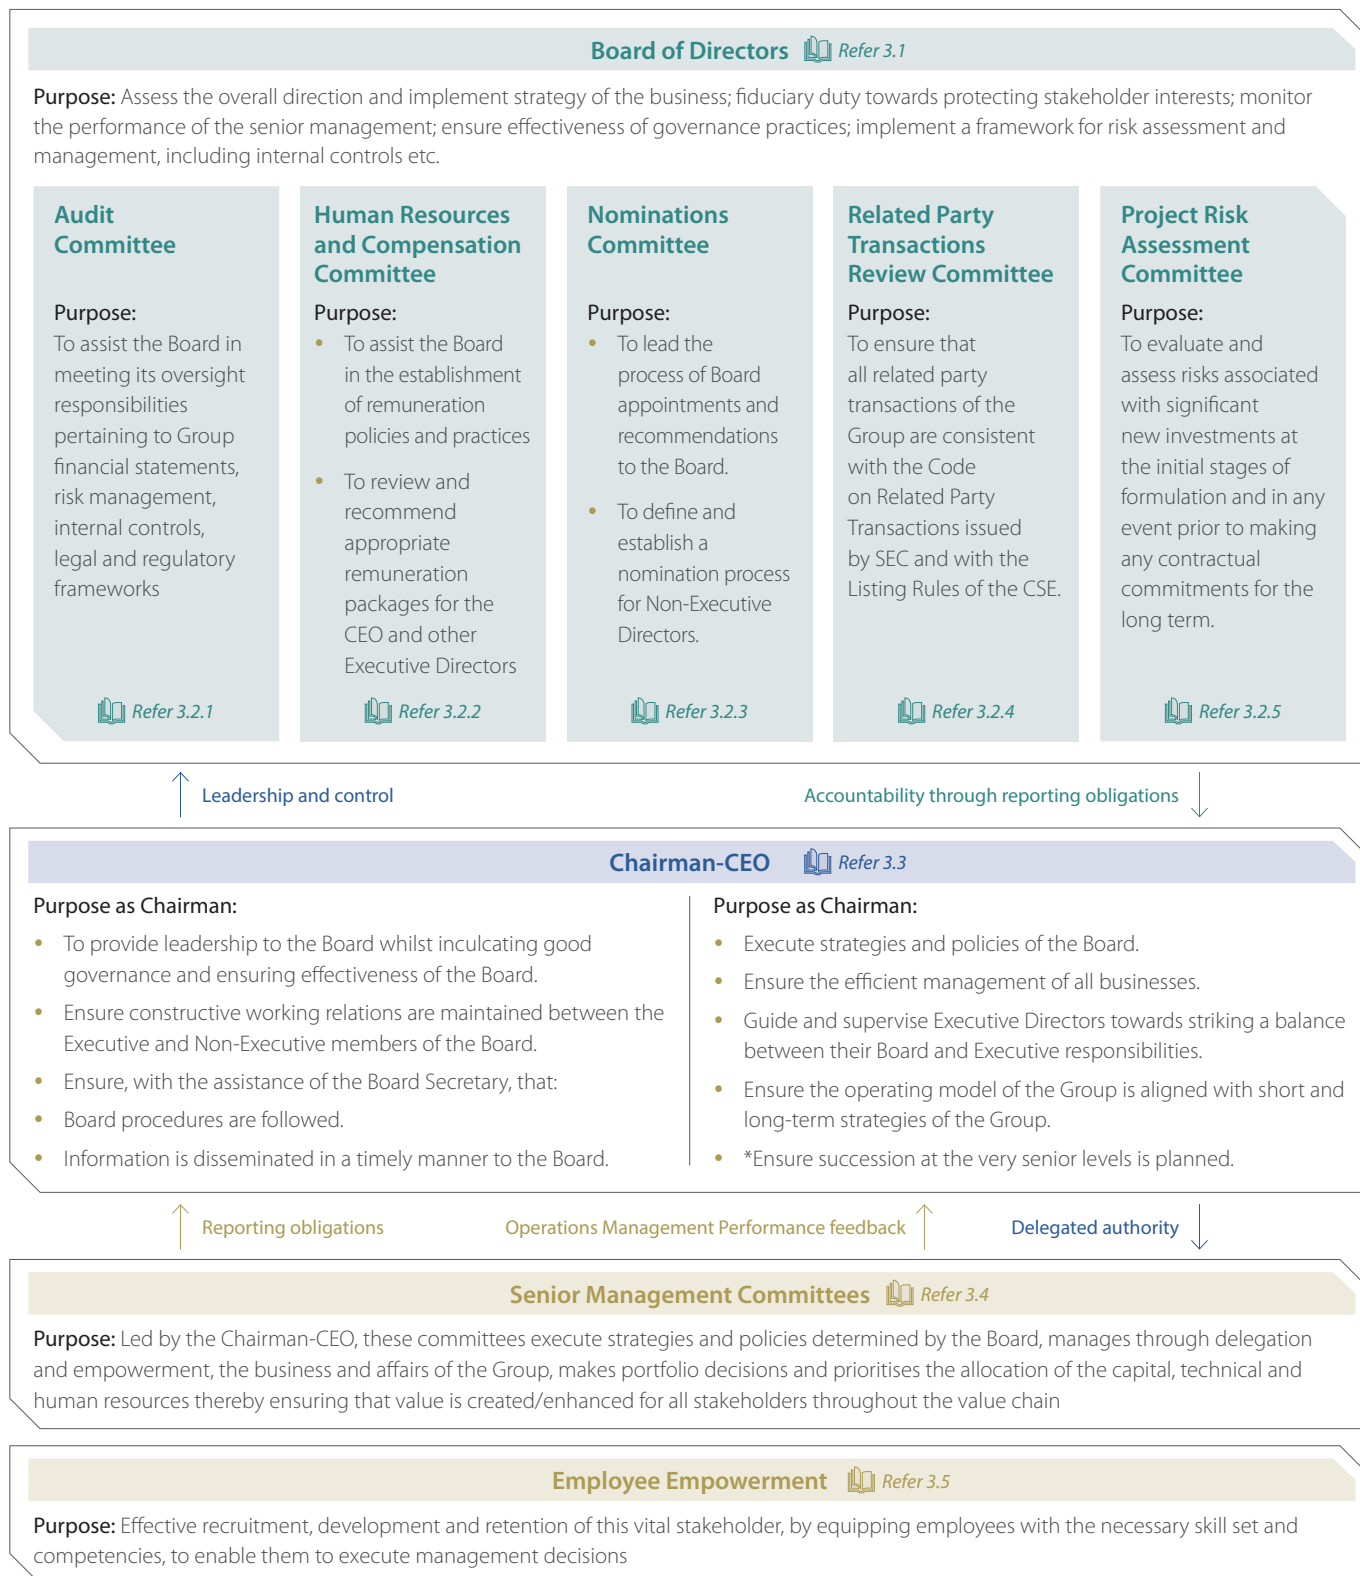 Board of Directors Refer 3.1
Purpose: Assess the overall direction and implement strategy of the business; fiduciary duty towards protecting stakeholder interests; monitor
the performance of the senior management; ensure effectiveness of governance practices; implement a framework for risk assessment and
management, including internal controls etc.
Audit
Committee
Purpose:
To assist the Board in
meeting its oversight
responsibilities
pertaining to Group
financial statements,
risk management,
internal controls,
legal and regulatory
frameworks
Refer 3.2.1
Human Resources
and Compensation
Committee
Purpose:
• To assist the Board
in the establishment
of remuneration
policies and practices
• To review and
recommend
appropriate
remuneration
packages for the
CEO and other
Executive Directors
Refer 3.2.2
Nominations
Committee
Purpose:
• To lead the
process of Board
appointments and
recommendations
to the Board.
• To define and
establish a
nomination process
for Non-Executive
Directors.
Refer 3.2.3
Related Party
Transactions
Review Committee
Purpose:
To ensure that
all related party
transactions of the
Group are consistent
with the Code
on Related Party
Transactions issued
by SEC and with the
Listing Rules of the CSE.
Refer 3.2.4
Project Risk
Assessment
Committee
Purpose:
To evaluate and
assess risks associated
with significant
new investments at
the initial stages of
formulation and in any
event prior to making
any contractual
commitments for the
long term.
Refer 3.2.5
Leadership and control
Accountability through reporting obligations
Chairman-CEO Refer 3.3
Purpose as Chairman:
• To provide leadership to the Board whilst inculcating good
governance and ensuring effectiveness of the Board.
• Ensure constructive working relations are maintained between the
Executive and Non-Executive members of the Board.
• Ensure, with the assistance of the Board Secretary, that:
• Board procedures are followed.
• Information is disseminated in a timely manner to the Board.
Purpose as Chairman:
• Execute strategies and policies of the Board.
• Ensure the efficient management of all businesses.
• Guide and supervise Executive Directors towards striking a balance
between their Board and Executive responsibilities.
• Ensure the operating model of the Group is aligned with short and
long-term strategies of the Group.
• *Ensure succession at the very senior levels is planned.
Reporting obligations
Operations Management Performance feedback
Delegated authority
Senior Management Committees Refer 3.4
Purpose: Led by the Chairman-CEO, these committees execute strategies and policies determined by the Board, manages through delegation
and empowerment, the business and affairs of the Group, makes portfolio decisions and prioritises the allocation of the capital, technical and
human resources thereby ensuring that value is created/enhanced for all stakeholders throughout the value chain
Employee Empowerment Refer 3.5
Purpose: Effective recruitment, development and retention of this vital stakeholder, by equipping employees with the necessary skill set and
competencies, to enable them to execute management decisions